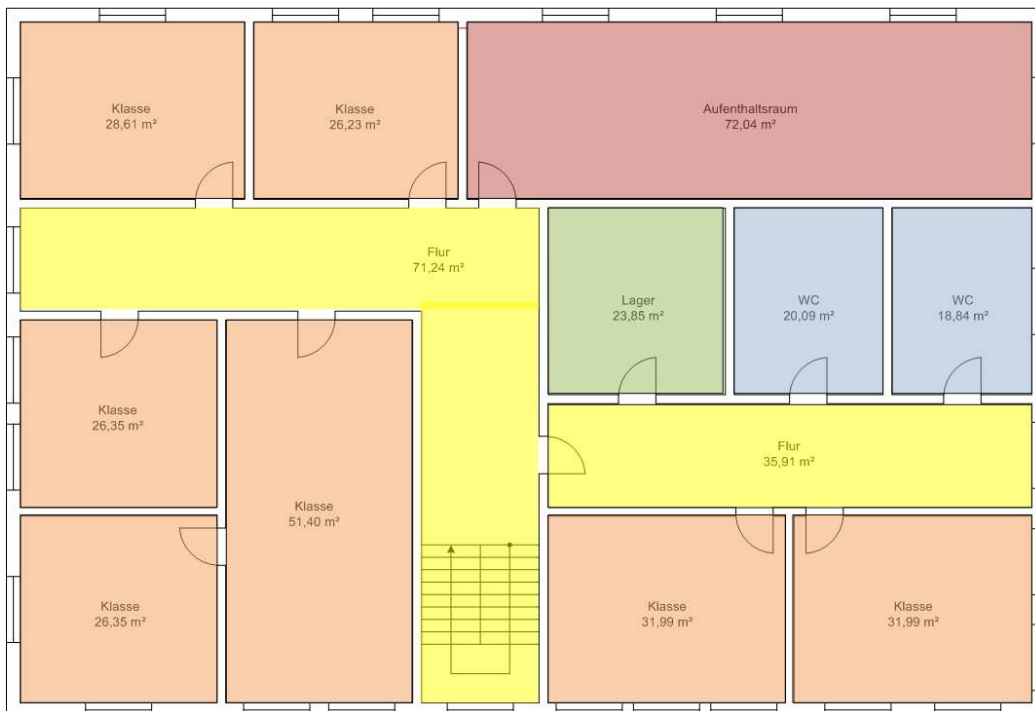 Klasse
28,61 m²
Klasse
26,23 m²
Aufenthaltsraum
72,04 m²
Flur
71,24 m²
Lager
23,85 m²
WC
20,09 m²
WC
18,84 m²
Klasse
26,35 m²
Klasse
51,40 m²
Flur
35,91 m²
Klasse
26,35 m²
Klasse
31,99 m²
Klasse
31,99 m²